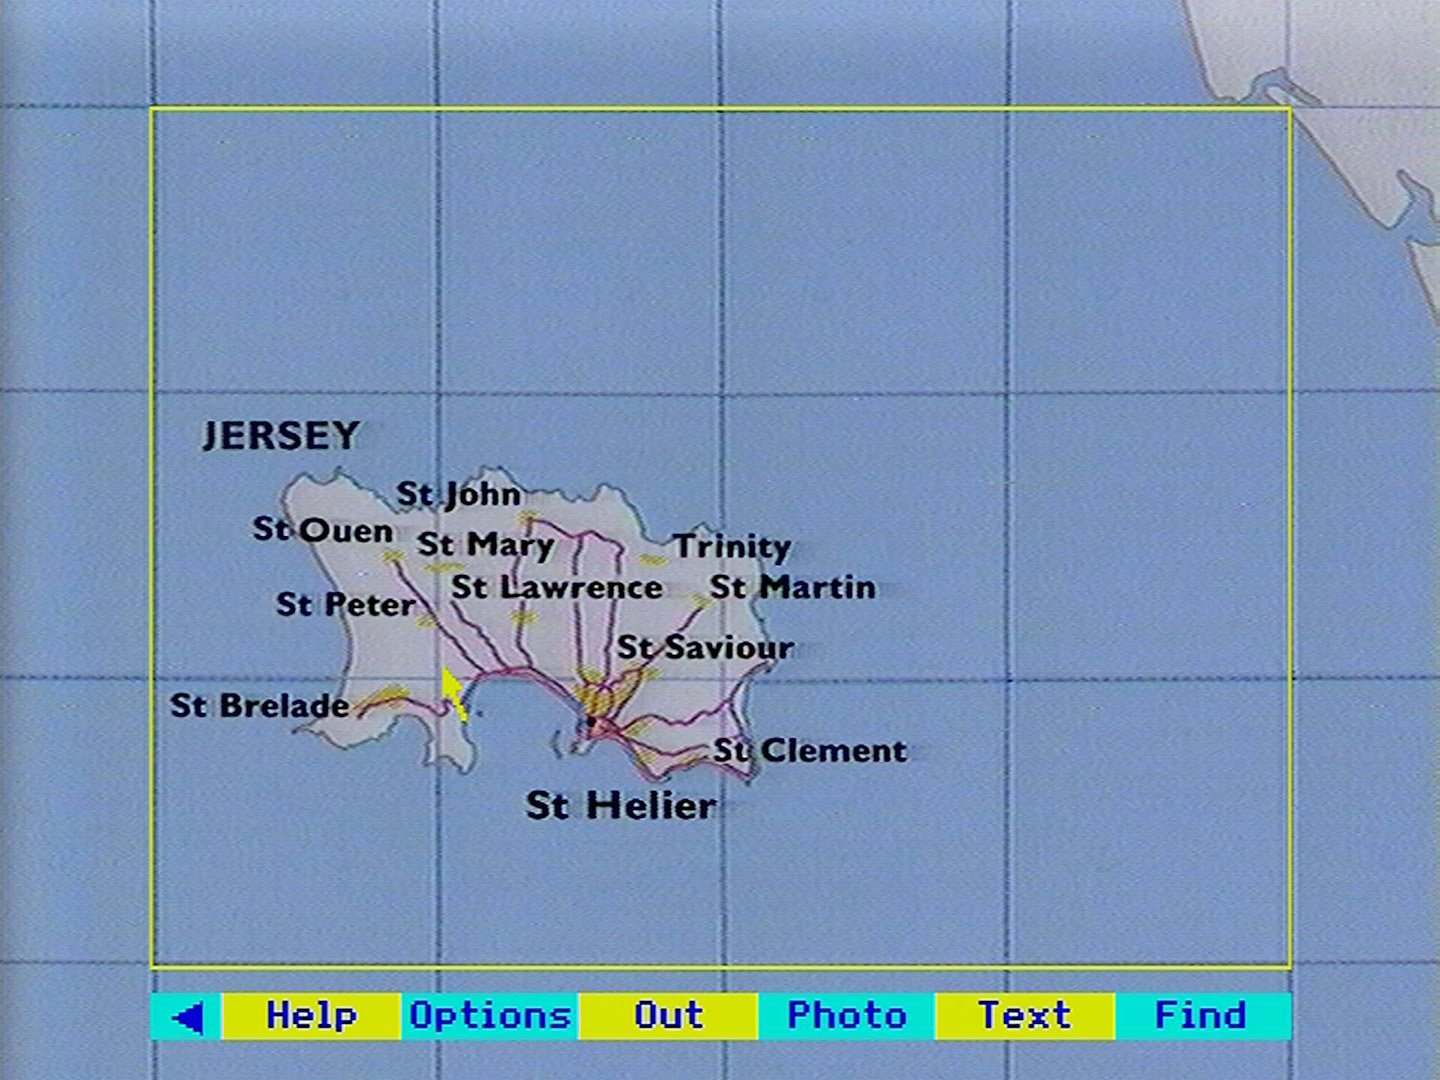 JERSEY
St John
St Ouen
St Mary
Trinity
St Lawrence
St Martin
St Peter
St Saviour
St Brelade
St Clement
St Helier
Help Options Out Photo Text Find